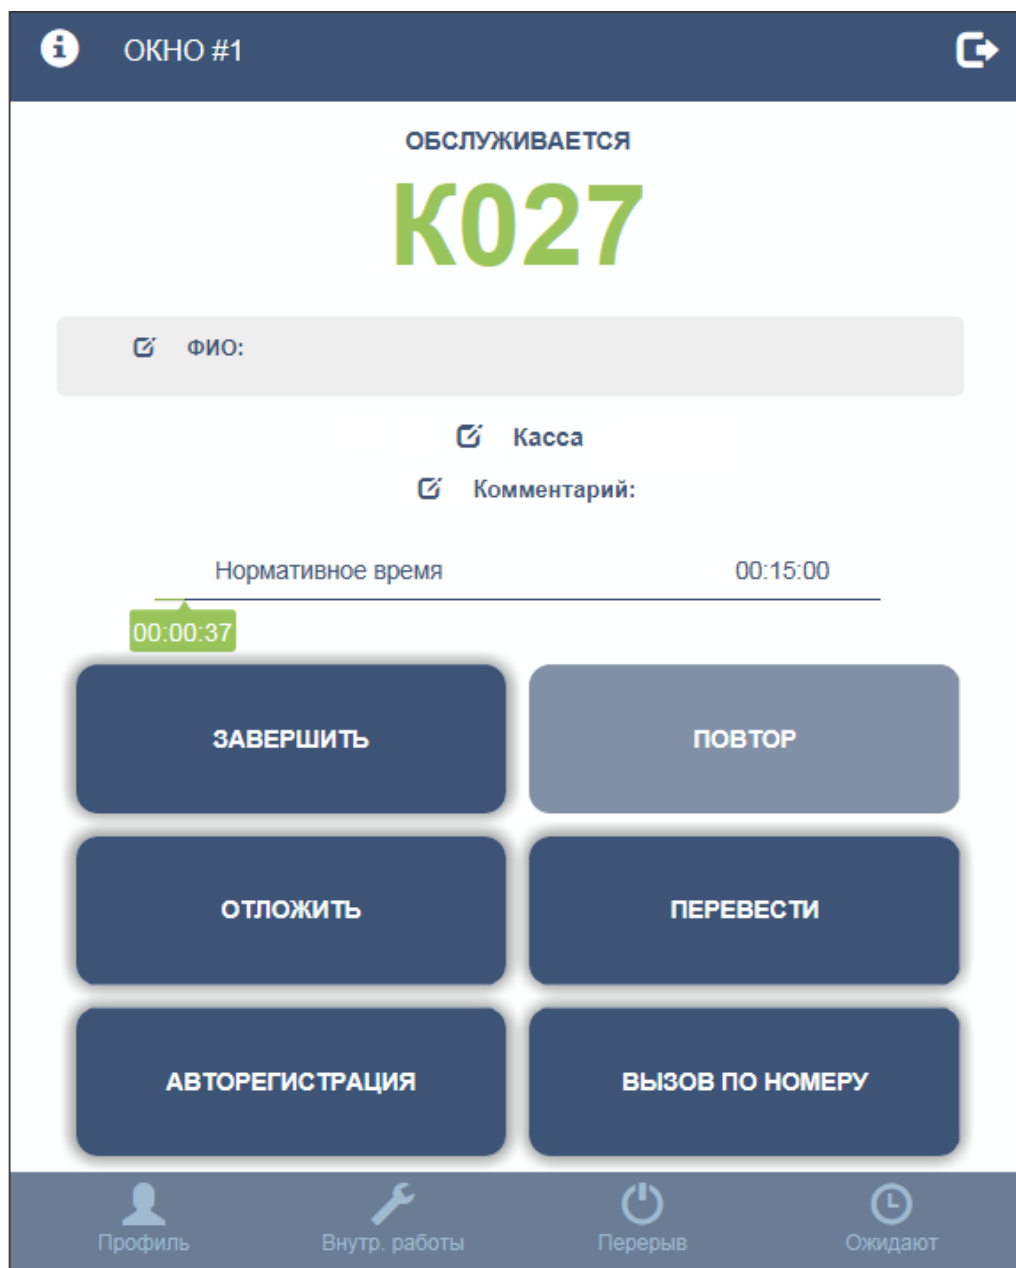 ОКНО #1
ОБСЛУЖИВАЕТСЯ
К027
ФИО:
Касса
Комментарий:
Нормативное время 00:15:00
00:00:37
ЗАВЕРШИТЬ ПОВТОР
ОТЛОЖИТЬ ПЕРЕВЕСТИ
АВТОРЕГИСТРАЦИЯ ВЫЗОВ ПО НОМЕРУ
Профиль Внутр. работы Перерыв Ожидают